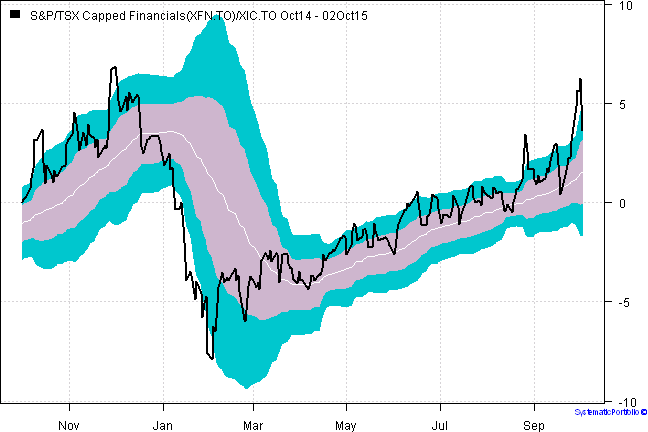 S&P/TSX Capped Financials(XFN.TO)/XIC.TO Oct14 - 02Oct15
10
5
0
-5
-10
SystematicPortfolio ©
Nov Jan Mar May Jul Sep